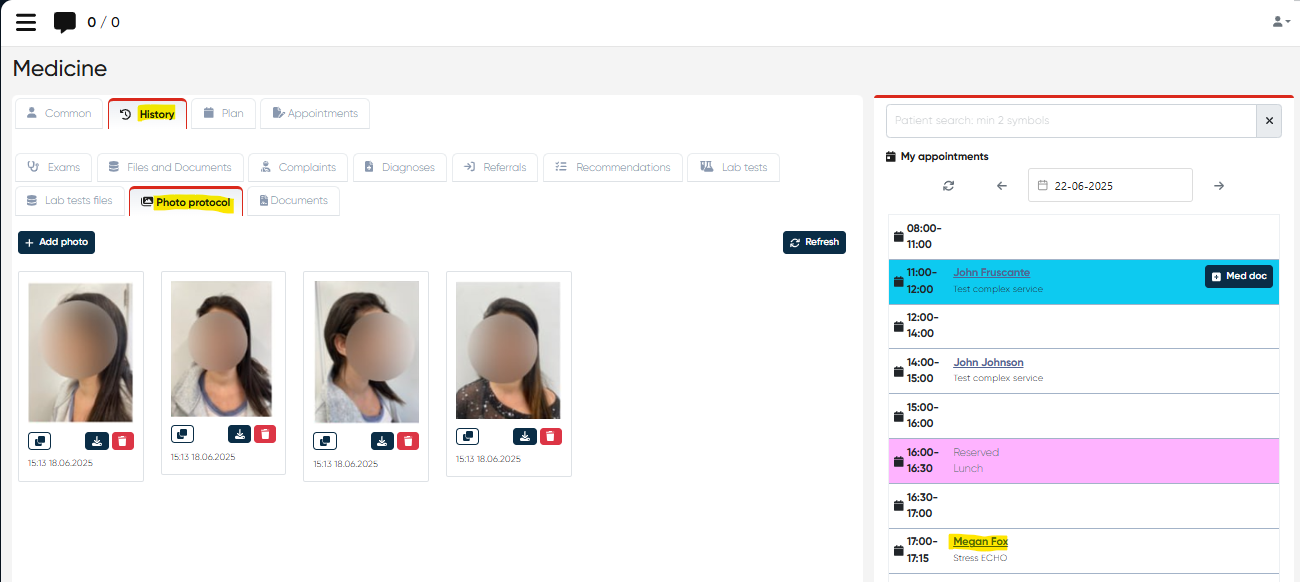 0 / 0
Medicine
Common
History
Plan
Appointments
Exams
Files and Documents
Complaints
Diagnoses
Referrals
Recommendations
Lab tests
Lab tests files
Photo protocol
Documents
+ Add photo
Refresh
15:13 18.06.2025
15:13 18.06.2025
15:13 18.06.2025
15:13 18.06.2025
Patient search: min 2 symbols
My appointments
22-06-2025
08:00-
11:00
11:00-
12:00
John Fruscante
Test complex service
Med doc
12:00-
14:00
14:00-
15:00
John Johnson
Test complex service
15:00-
16:00
16:00-
16:30
Reserved
Lunch
16:30-
17:00
17:00-
17:15
Megan Fox
Stress ECHO